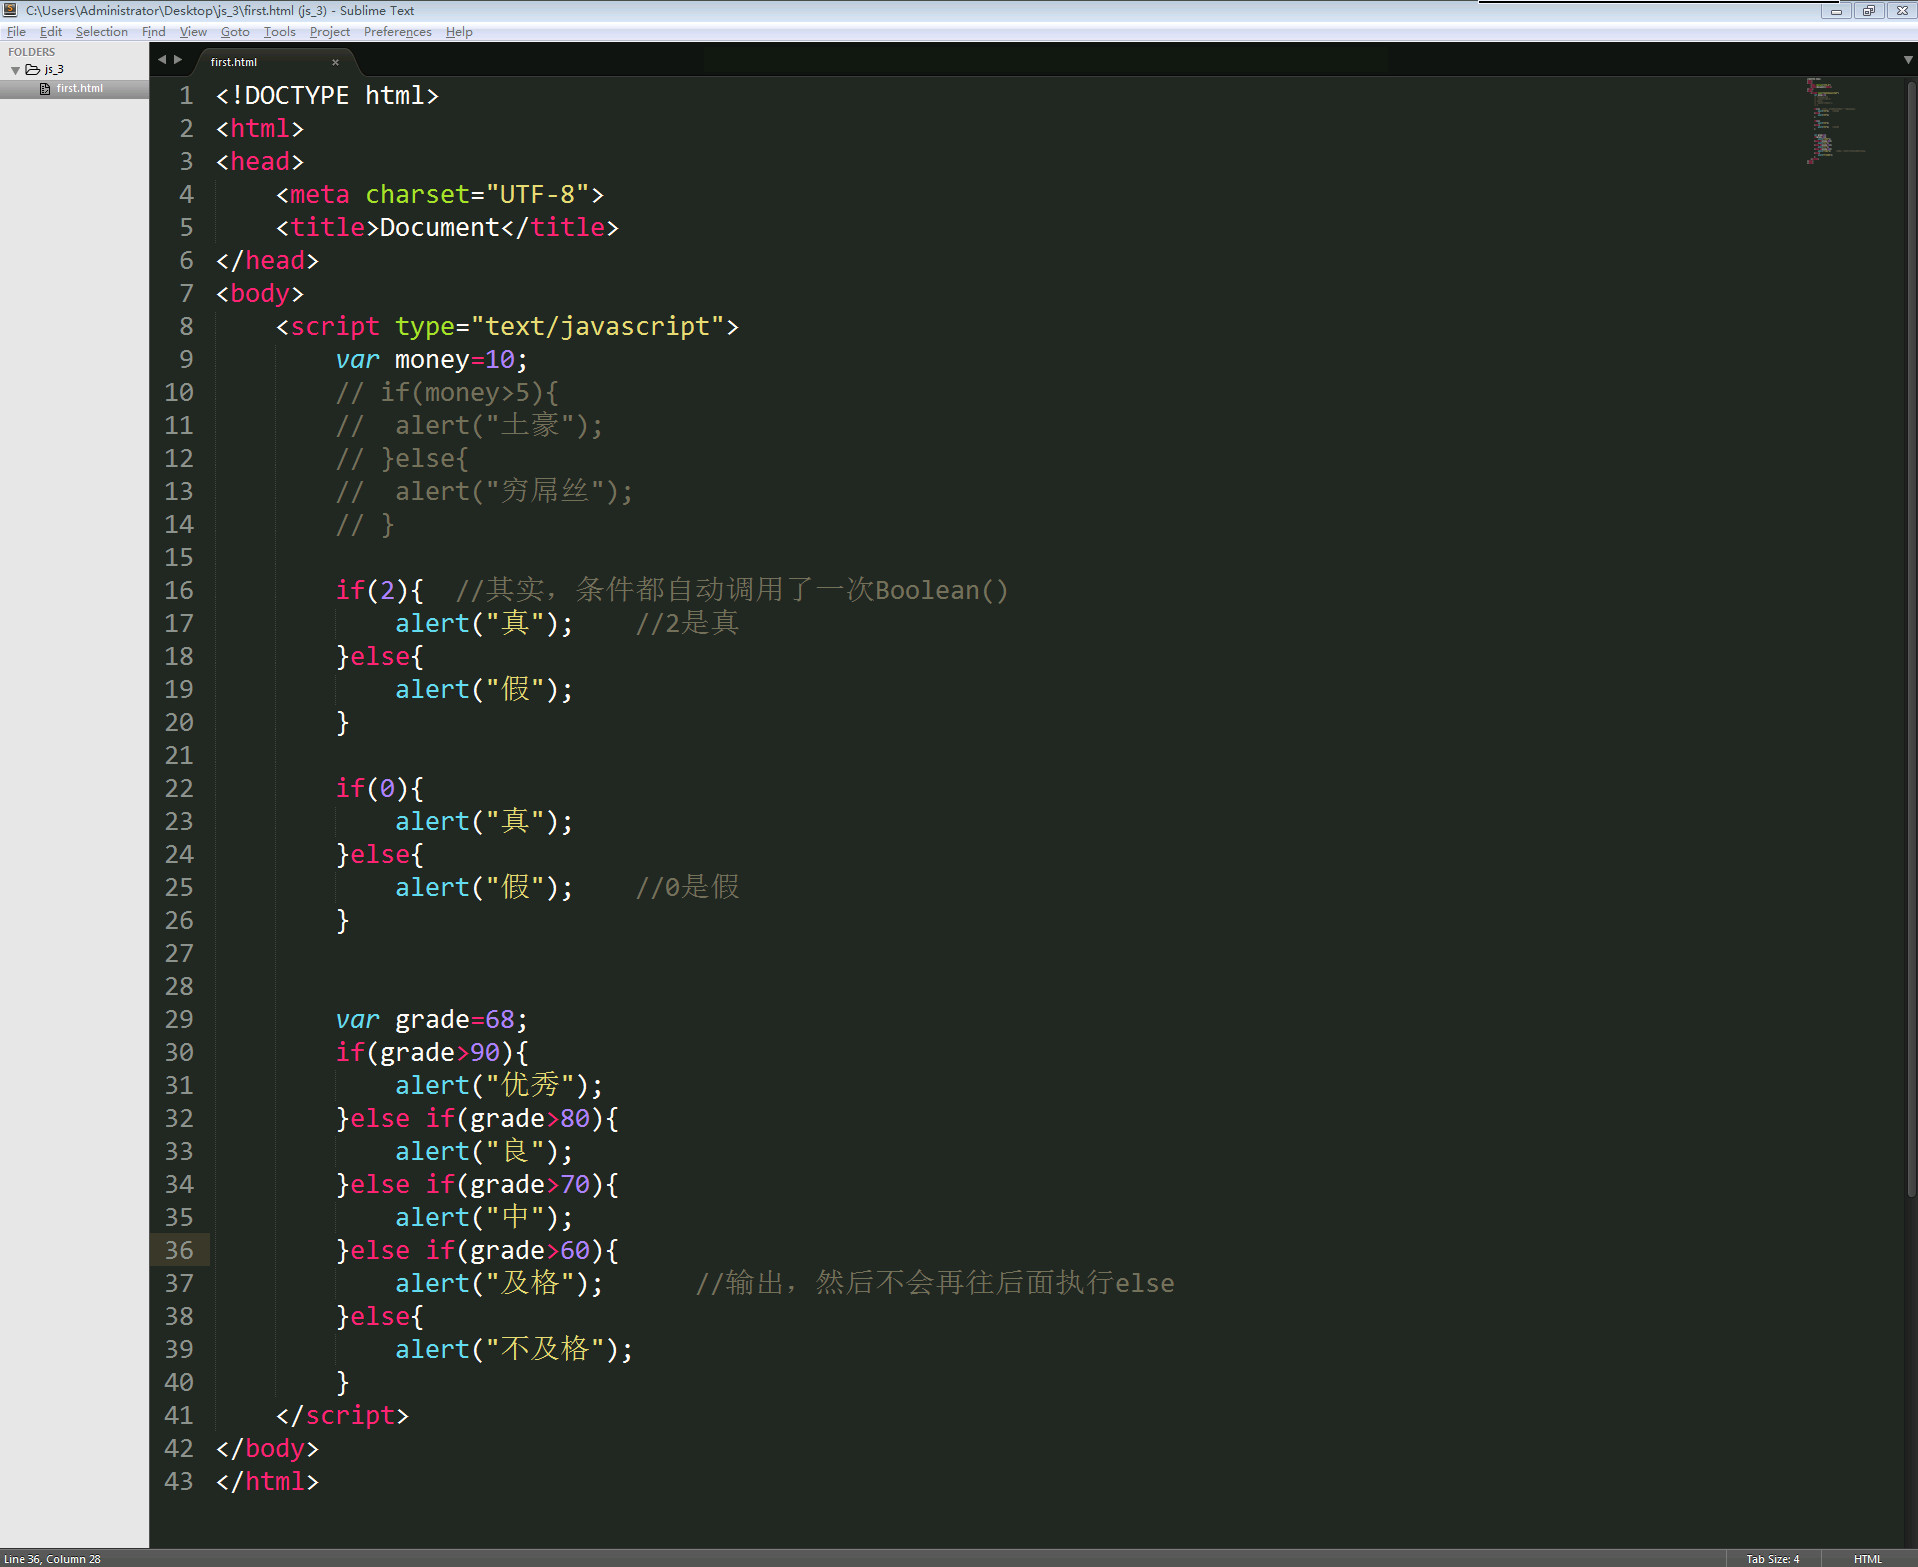 C:\Users\Administrator\Desktop\js_3\first.html (js_3) - Sublime Text
File Edit Selection Find View Goto Tools Project Preferences Help
FOLDERS
js_3
first.html
first.html
1 <!DOCTYPE html>
2 <html>
3 <head>
4     <meta charset="UTF-8">
5     <title>Document</title>
6 </head>
7 <body>
8     <script type="text/javascript">
9         var money=10;
10         // if(money>5){
11         //  alert("土豪");
12         // }else{
13         //  alert("穷屌丝");
14         // }
15
16         if(2){  //其实，条件都自动调用了一次Boolean()
17             alert("真");    //2是真
18         }else{
19             alert("假");
20         }
21
22         if(0){
23             alert("真");
24         }else{
25             alert("假");    //0是假
26         }
27
28
29         var grade=68;
30         if(grade>90){
31             alert("优秀");
32         }else if(grade>80){
33             alert("良");
34         }else if(grade>70){
35             alert("中");
36         }else if(grade>60){
37             alert("及格");      //输出，然后不会再往后面执行else
38         }else{
39             alert("不及格");
40         }
41     </script>
42 </body>
43 </html>
Line 36, Column 28 Tab Size: 4 HTML